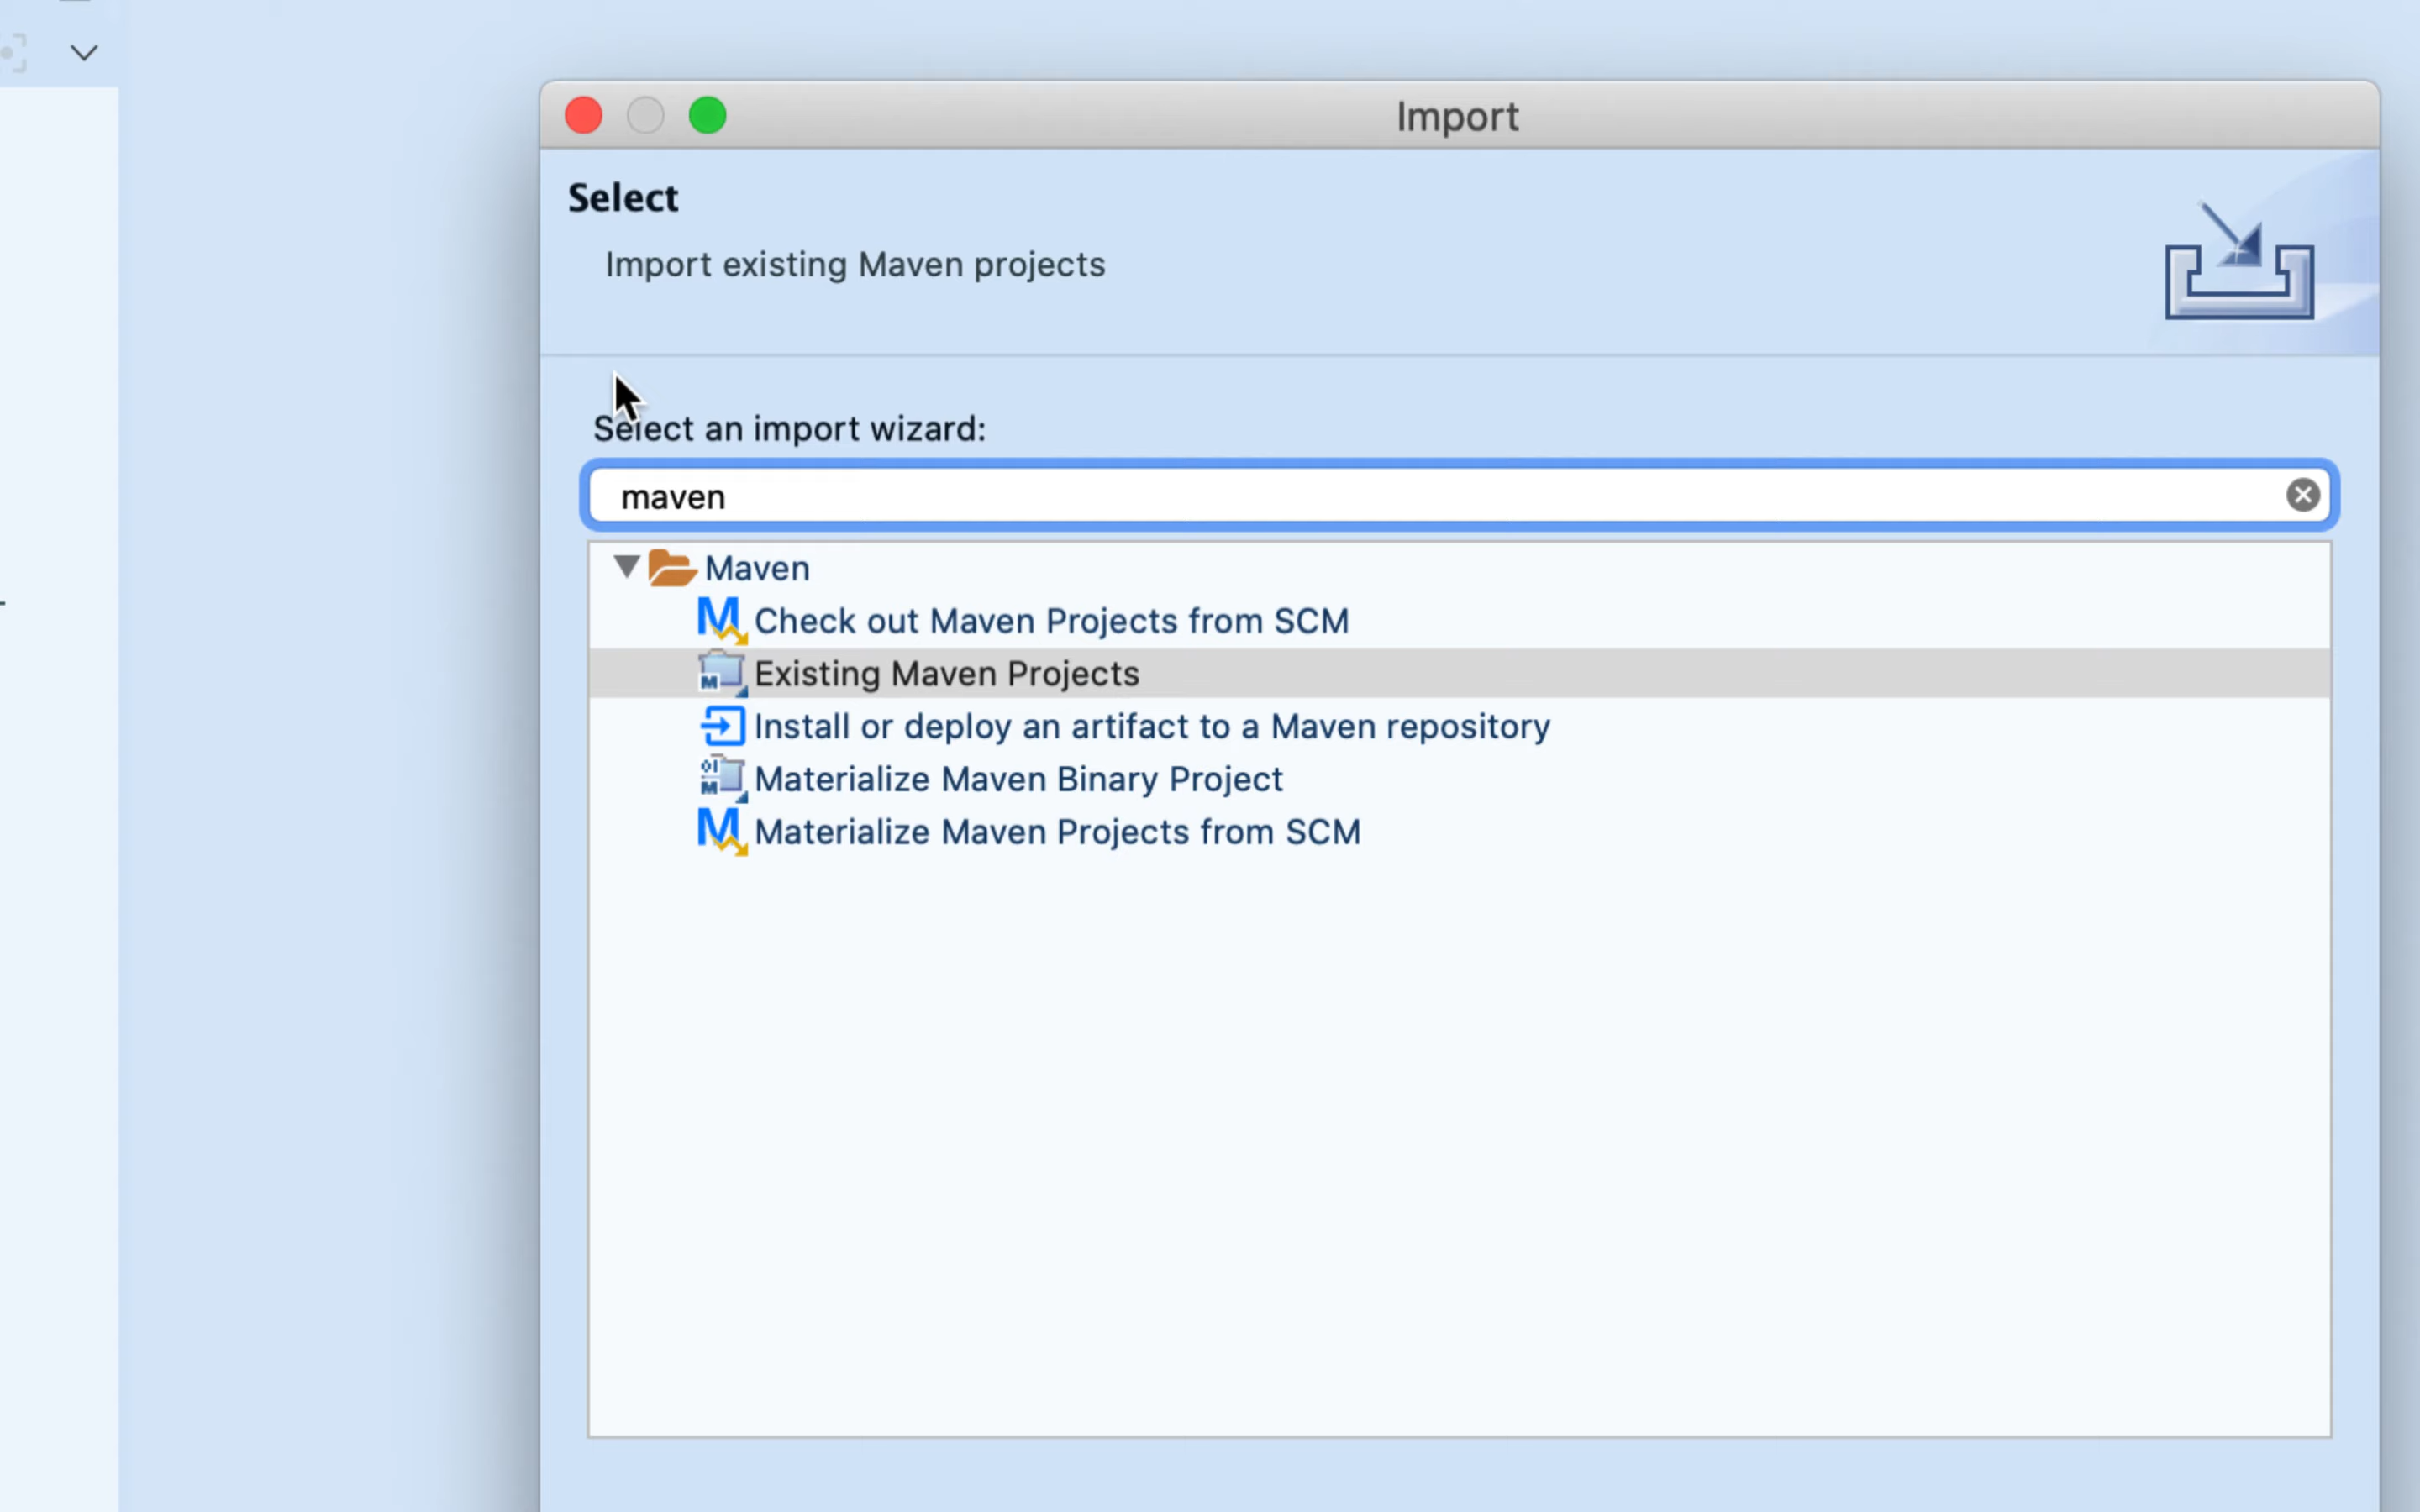 Import
Select
Import existing Maven projects
Select an import wizard:
maven
Maven
Check out Maven Projects from SCM
Existing Maven Projects
Install or deploy an artifact to a Maven repository
Materialize Maven Binary Project
Materialize Maven Projects from SCM